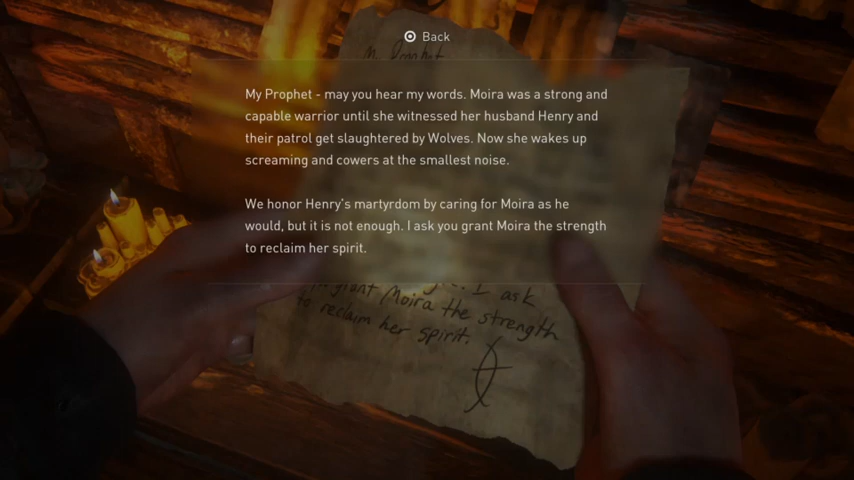 Back
My Prophet
My Prophet - may you hear my words. Moira was a strong and
capable warrior until she witnessed her husband Henry and
their patrol get slaughtered by Wolves. Now she wakes up
screaming and cowers at the smallest noise.
We honor Henry's martyrdom by caring for Moira as he
would, but it is not enough. I ask you grant Moira the strength
to reclaim her spirit.
I ask
grant Moira the strength
to reclaim her spirit.